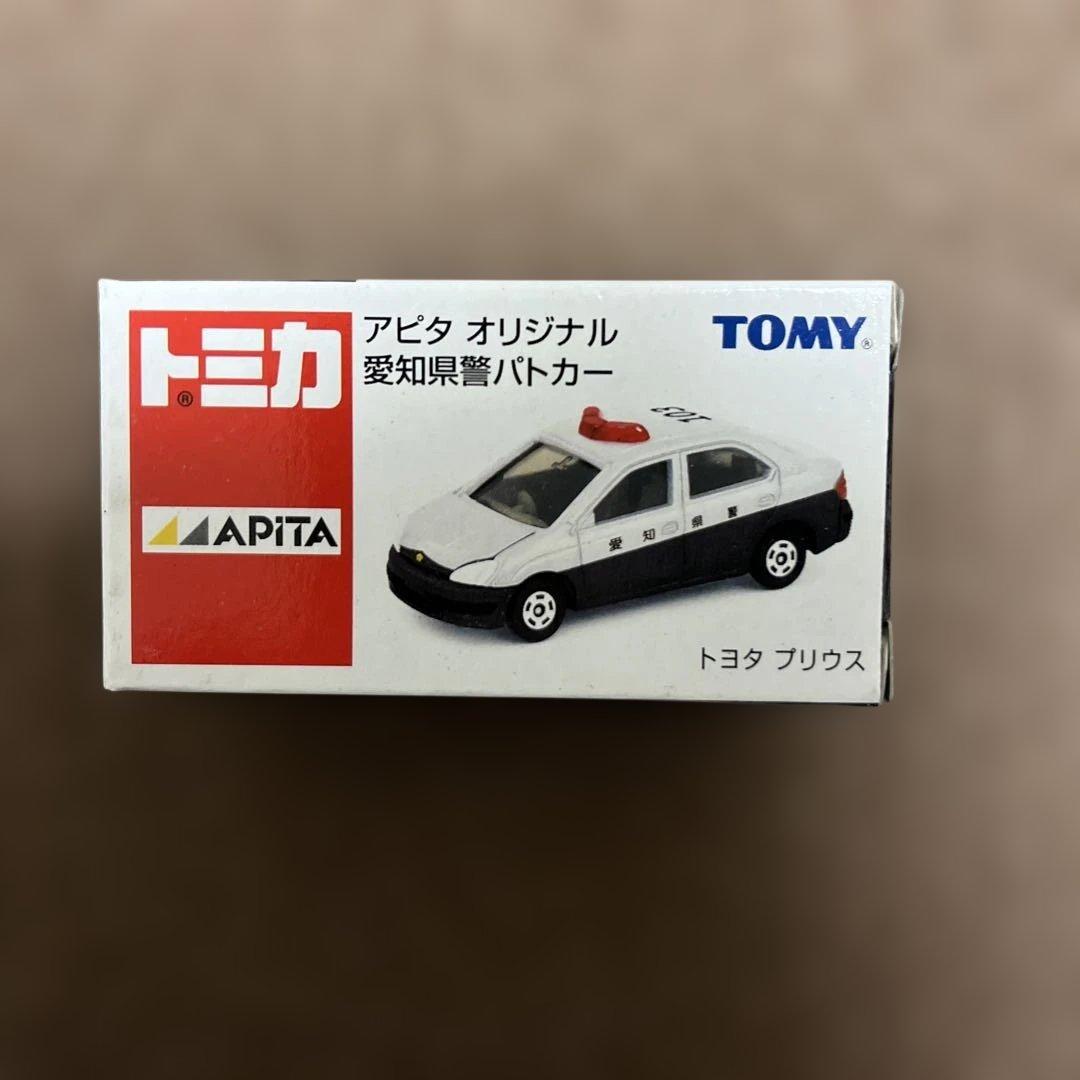 トミカ®
アピタ オリジナル
愛知県警パトカー
TOMY®
103
愛知県警
APiTA
トヨタ プリウス